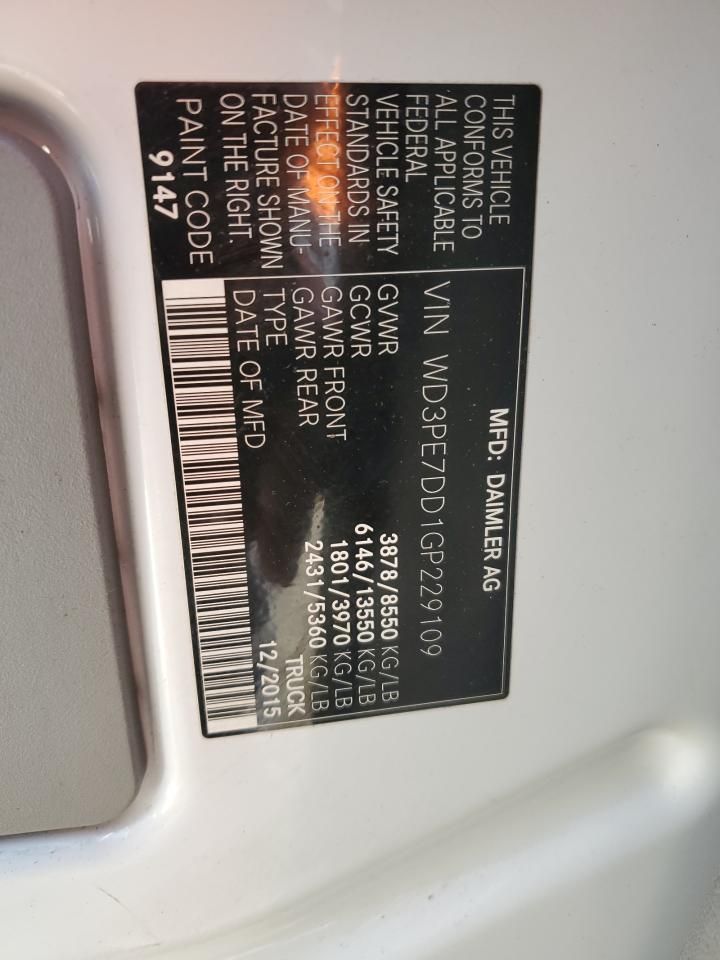 MFD: DAIMLER AG
VIN WD3PE7DD1GP229109
THIS VEHICLE
CONFORMS TO
ALL APPLICABLE
FEDERAL
VEHICLE SAFETY
STANDARDS IN
EFFECT ON THE
DATE OF MANU-
FACTURE SHOWN
ON THE RIGHT.
PAINT CODE
9147
GVWR 3878/8550 KG/LB
GCWR 6146/13550 KG/LB
GAWR FRONT 1801/3970 KG/LB
GAWR REAR 2431/5360 KG/LB
TYPE TRUCK
DATE OF MFD 12/2015